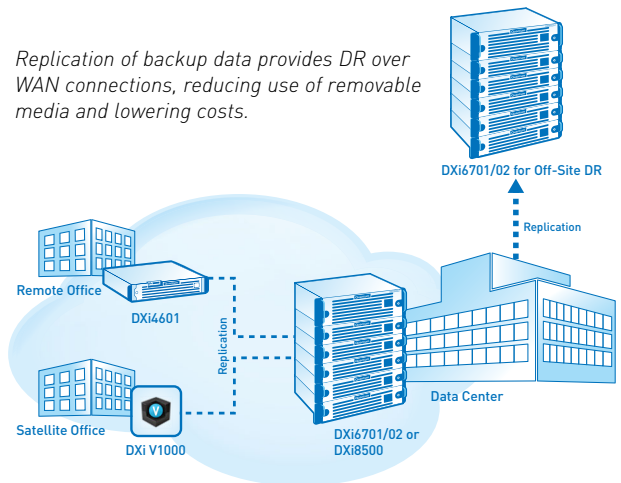 Replication of backup data provides DR over
WAN connections, reducing use of removable
media and lowering costs.
DXi6701/02 for Off-Site DR
Replication
Remote Office
DXi4601
Replication
Satellite Office
V
DXi V1000
DXi6701/02 or
DXi8500
Data Center